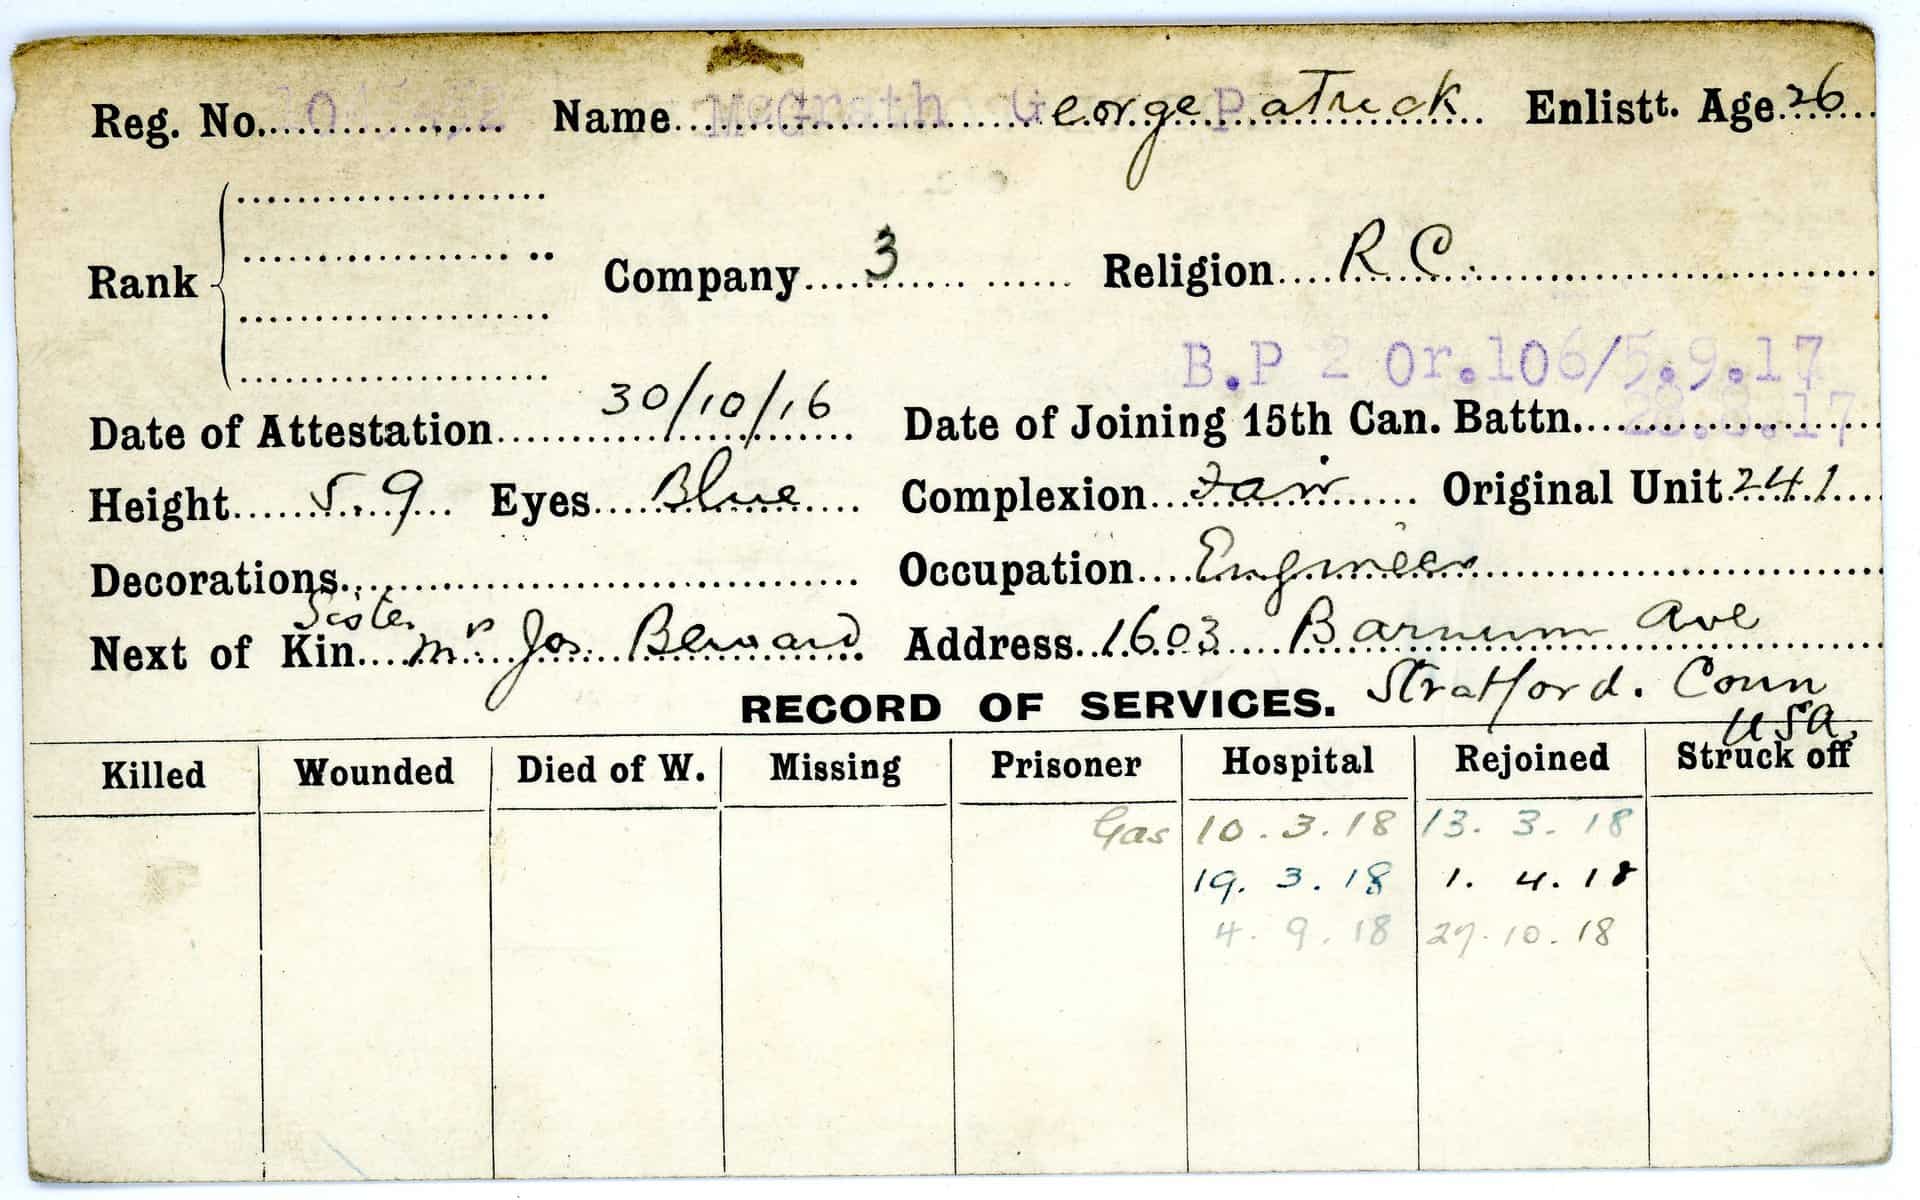 Reg. No. Name McGrath George Patrick Enlistt. Age 26
Rank Company 3 Religion R C.
B.P 2 Or.106/5.9.17
Date of Attestation 30/10/16 Date of Joining 15th Can. Battn. 28.8.17
Height 5.9 Eyes Blue Complexion Fair Original Unit 241
Decorations Occupation Engineer
Sister
Next of Kin Mrs Jos. Address 1603 Barnum Ave
Stratford. Conn
USA.
RECORD OF SERVICES.
Killed Wounded Died of W. Missing Prisoner Hospital Rejoined Struck off
Gas 10.3.18 13.3.18
19.3.18 1.4.18
4.9.18 27.10.18